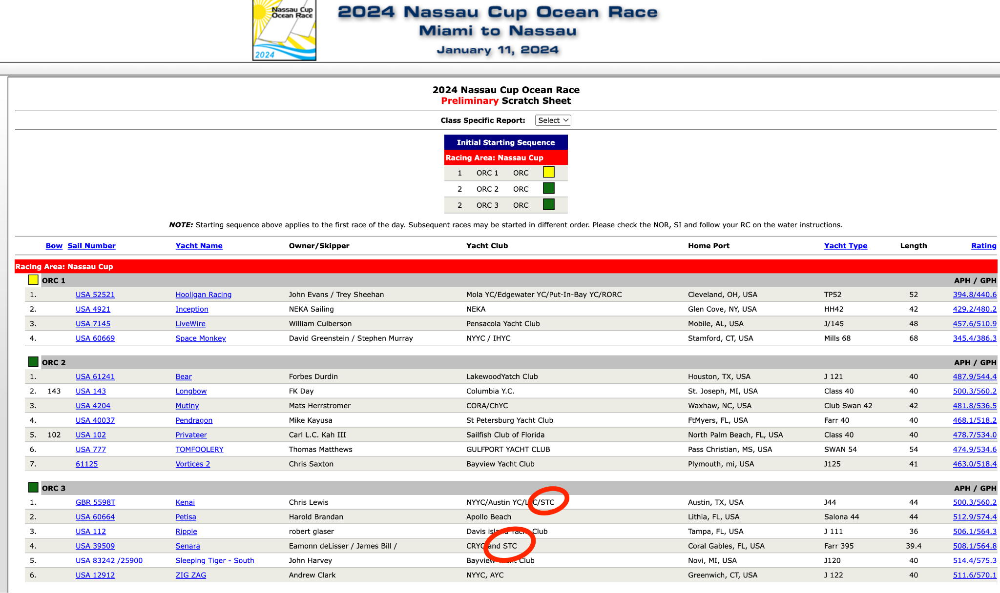 Nassau Cup
Ocean Race
2024
2024 Nassau Cup Ocean Race
Miami to Nassau
January 11, 2024
2024 Nassau Cup Ocean Race
Preliminary Scratch Sheet
Class Specific Report: Select
Initial Starting Sequence
Racing Area: Nassau Cup
1 ORC 1 ORC
2 ORC 2 ORC
2 ORC 3 ORC
NOTE: Starting sequence above applies to the first race of the day. Subsequent races may be started in different order. Please check the NOR, SI and follow your RC on the water instructions.
Bow Sail Number Yacht Name Owner/Skipper Yacht Club Home Port Yacht Type Length Rating
Racing Area: Nassau Cup
ORC 1 APH / GPH
1. USA 52521 Hooligan Racing John Evans / Trey Sheehan Mola YC/Edgewater YC/Put-In-Bay YC/RORC Cleveland, OH, USA TP52 52 394.8/440.6
2. USA 4921 Inception NEKA Sailing NEKA Glen Cove, NY, USA HH42 42 429.2/480.2
3. USA 7145 LiveWire William Culberson Pensacola Yacht Club Mobile, AL, USA J/145 48 457.6/510.9
4. USA 60669 Space Monkey David Greenstein / Stephen Murray NYYC / IHYC Stamford, CT, USA Mills 68 68 345.4/386.3
ORC 2 APH / GPH
1. USA 61241 Bear Forbes Durdin LakewoodYatch Club Houston, TX, USA J 121 40 487.9/544.4
2. 143 USA 143 Longbow FK Day Columbia Y.C. St. Joseph, MI, USA Class 40 40 500.3/560.2
3. USA 4204 Mutiny Mats Herrstromer CORA/ChYC Waxhaw, NC, USA Club Swan 42 42 481.8/536.5
4. USA 40037 Pendragon Mike Kayusa St Petersburg Yacht Club FtMyers, FL, USA Farr 40 40 468.1/518.2
5. 102 USA 102 Privateer Carl L.C. Kah III Sailfish Club of Florida North Palm Beach, FL, USA Class 40 40 478.7/534.0
6. USA 777 TOMFOOLERY Thomas Matthews GULFPORT YACHT CLUB Pass Christian, MS, USA SWAN 54 54 474.9/534.6
7. 61125 Vortices 2 Chris Saxton Bayview Yacht Club Plymouth, mi, USA J125 41 463.0/518.4
ORC 3 APH / GPH
1. GBR 5598T Kenai Chris Lewis NYYC/Austin YC/ C/STC Austin, TX, USA J44 44 500.3/560.2
2. USA 60664 Petisa Harold Brandan Apollo Beach Lithia, FL, USA Salona 44 44 512.9/574.4
3. USA 112 Ripple robert glaser Davis island Yacht Club Tampa, FL, USA J 111 36 506.1/564.3
4. USA 39509 Senara Eamonn deLisser / James Bill / CRYC and STC Coral Gables, FL, USA Farr 395 39.4 508.1/564.8
5. USA 83242 /25900 Sleeping Tiger - South John Harvey Bayview Yacht Club Novi, MI, USA J120 40 514.4/575.3
6. USA 12912 ZIG ZAG Andrew Clark NYYC, AYC Greenwich, CT, USA J 122 40 511.6/570.1